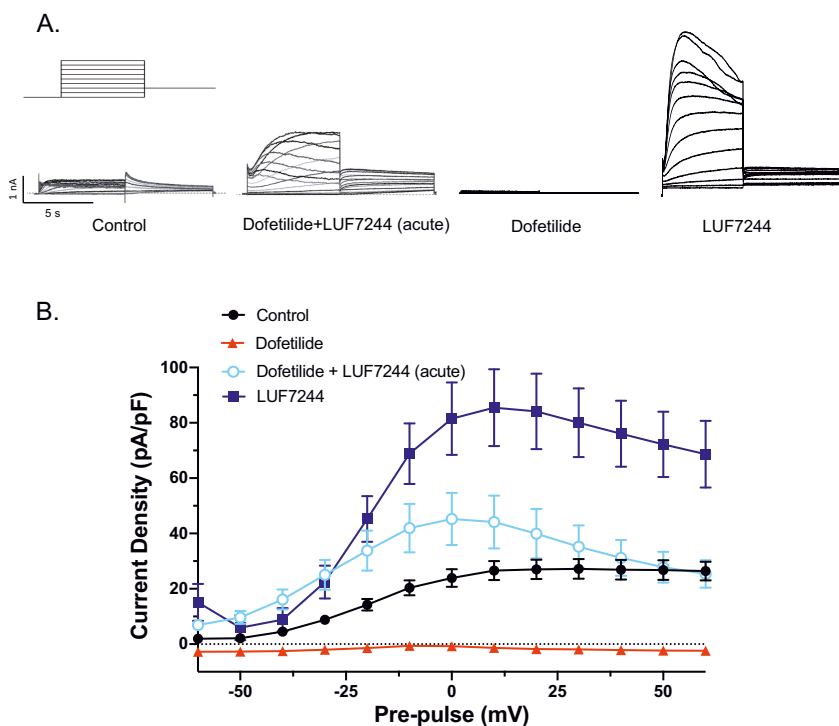 A.
1 nA
5 s
Control
Dofetilide+LUF7244 (acute)
Dofetilide
LUF7244
B.
Control
Dofetilide
Dofetilide + LUF7244 (acute)
LUF7244
Current Density (pA/pF)
100
80
60
40
20
0
-50 -25 0 25 50
Pre-pulse (mV)